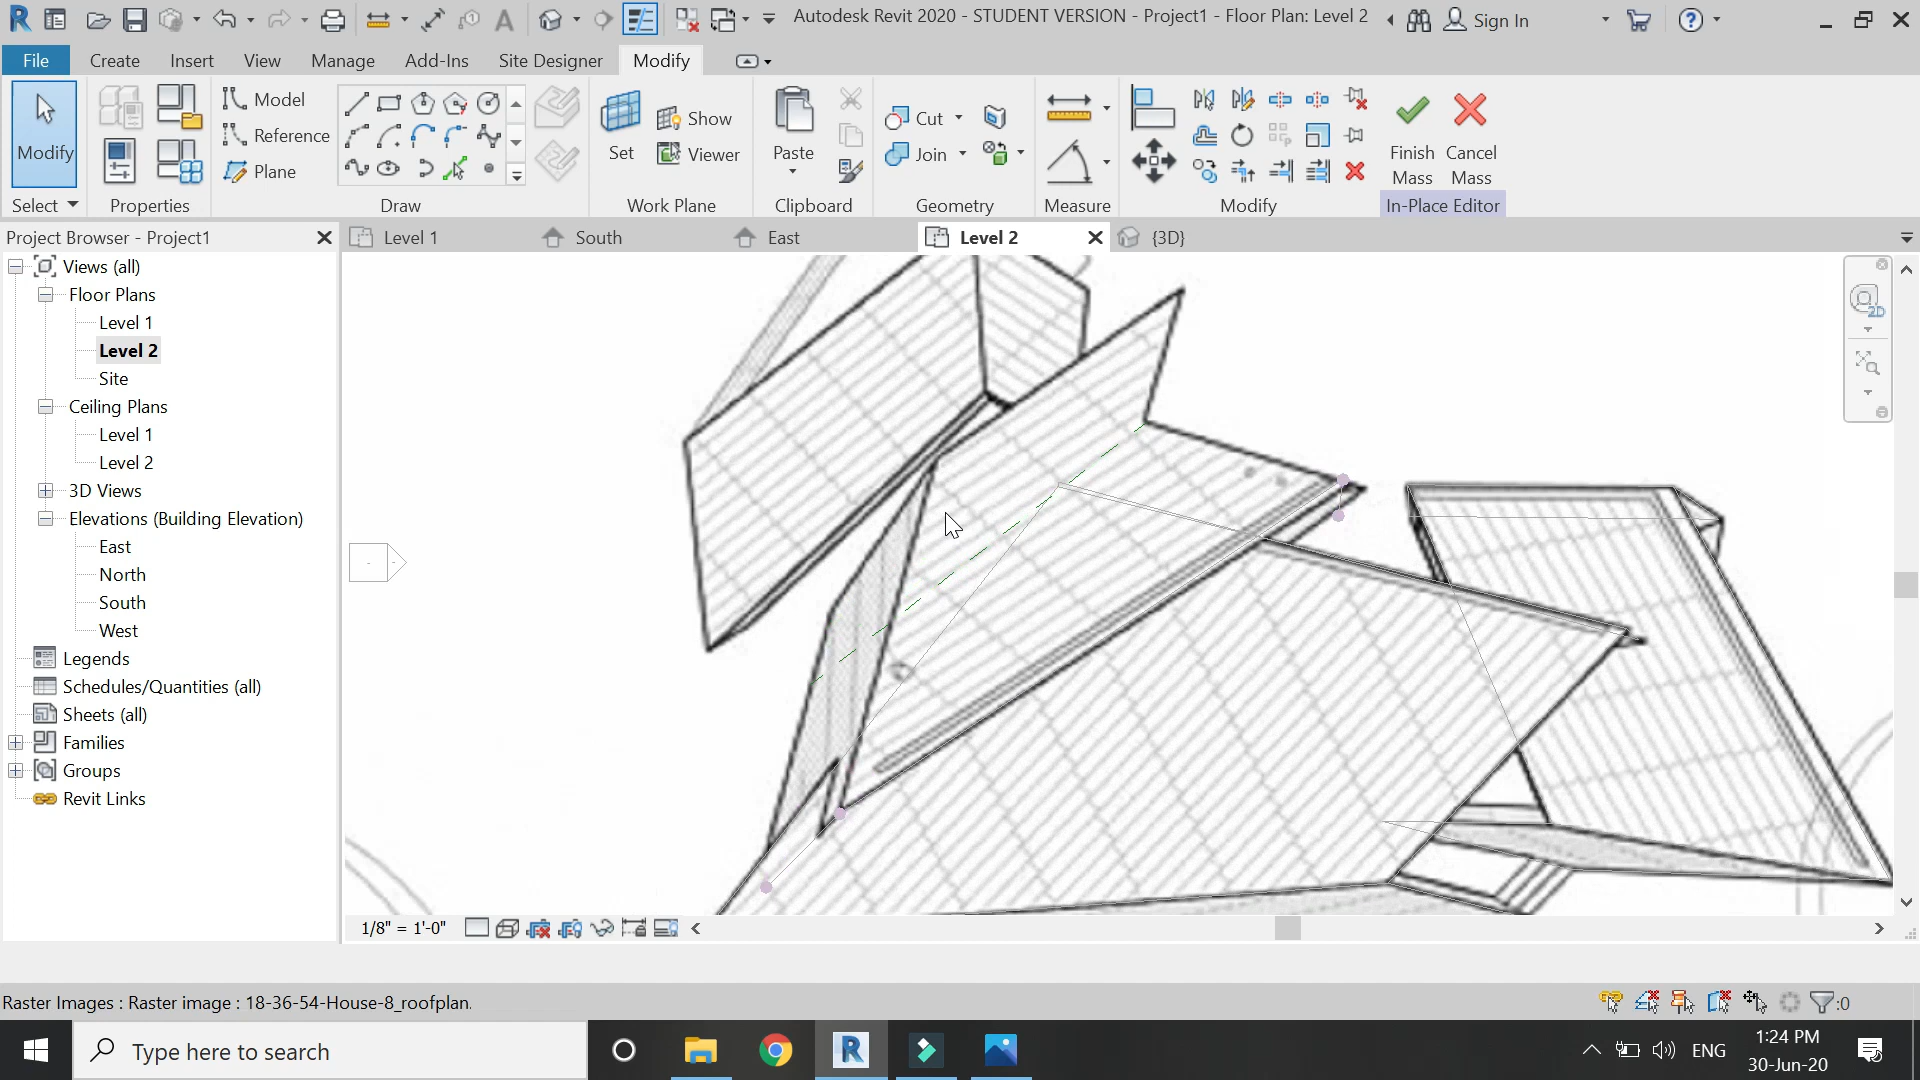 Autodesk Revit 2020 - STUDENT VERSION - Project1 - Floor Plan: Level 2
Sign In
File
Create
Insert
View
Manage
Add-Ins
Site Designer
Modify
Modify
Model
Reference
Plane
Set
Show
Viewer
Paste
Cut
Join
Finish
Mass
Cancel
Mass
Select
Properties
Draw
Work Plane
Clipboard
Geometry
Measure
Modify
In-Place Editor
Project Browser - Project1
Level 1
South
East
Level 2
{3D}
Views (all)
Floor Plans
Level 1
Level 2
Site
Ceiling Plans
Level 1
Level 2
3D Views
Elevations (Building Elevation)
East
North
South
West
Legends
Schedules/Quantities (all)
Sheets (all)
Families
Groups
Revit Links
2D
1/8" = 1'-0"
Raster Images : Raster image : 18-36-54-House-8_roofplan.
:0
Type here to search
ENG
1:24 PM
30-Jun-20